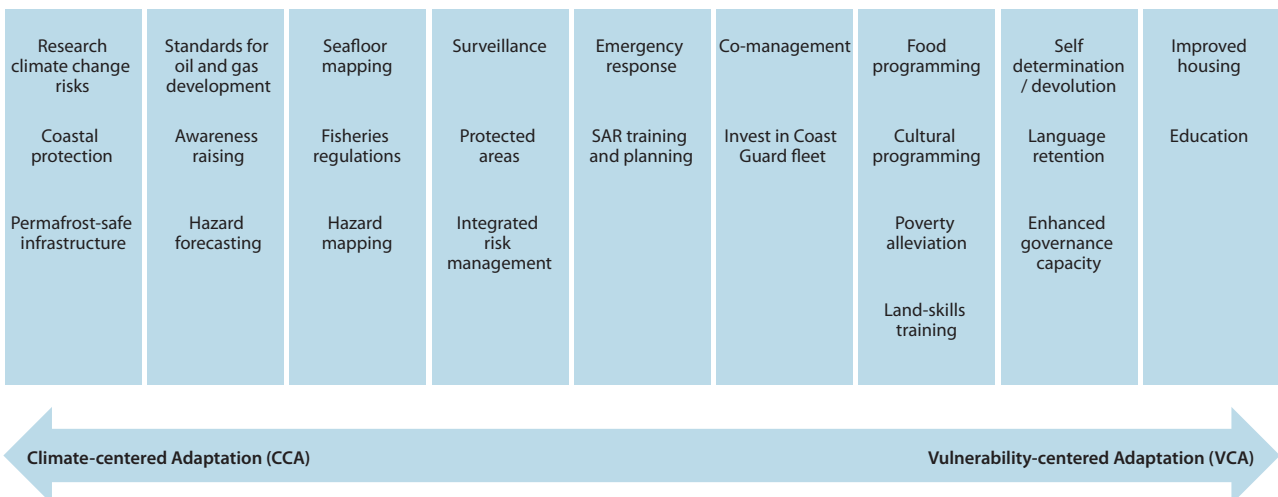 Research
climate change
risks
Coastal
protection
Permafrost-safe
infrastructure
Standards for
oil and gas
development
Awareness
raising
Hazard
forecasting
Seafloor
mapping
Fisheries
regulations
Hazard
mapping
Surveillance
Protected
areas
Integrated
risk
management
Emergency
response
SAR training
and planning
Co-management
Invest in Coast
Guard fleet
Food
programming
Cultural
programming
Poverty
alleviation
Land-skills
training
Self
determination
/ devolution
Language
retention
Enhanced
governance
capacity
Improved
housing
Education
Climate-centered Adaptation (CCA)
Vulnerability-centered Adaptation (VCA)